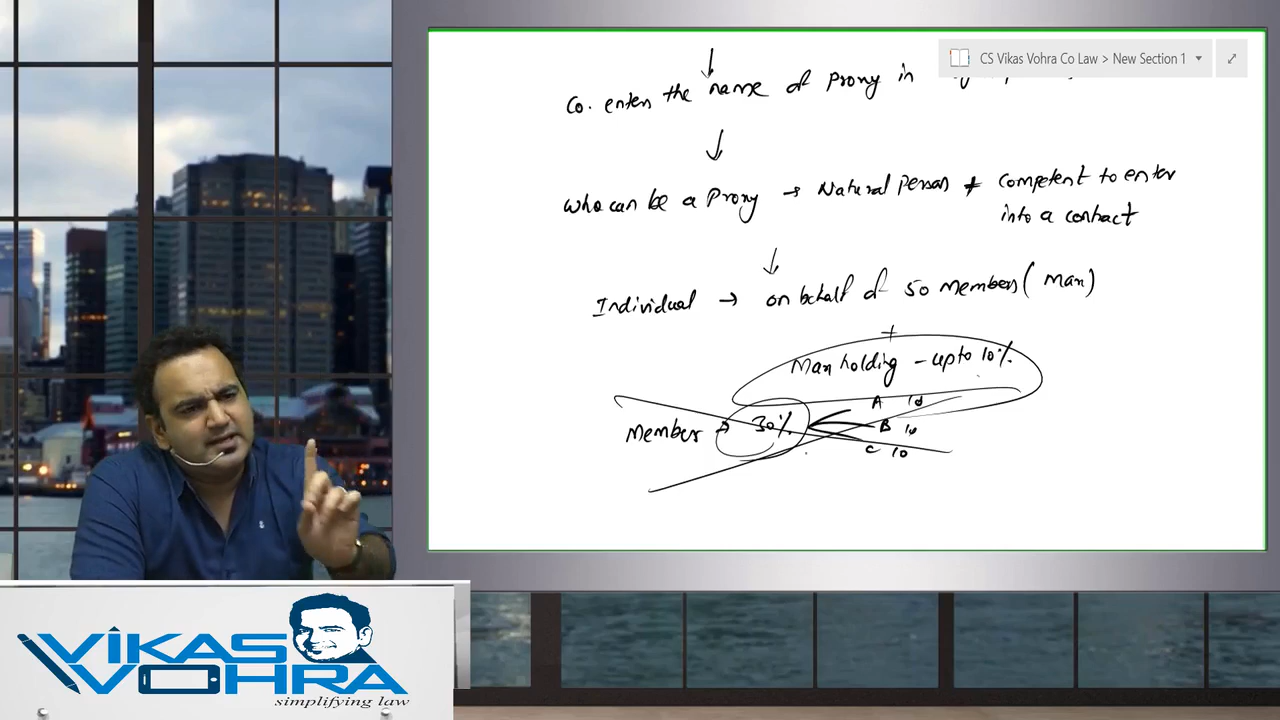 CS Vikas Vohra Co Law > New Section 1
Co. enter the name of Proxy in
who can be a Proxy → Natural person + competent to enter
into a contract
Individual → on behalf of 50 members (Max)
+
Max holding - upto 10%
Member → 30%
A 10
B 10
C 10
VIKAS
VOHRA
simplifying law